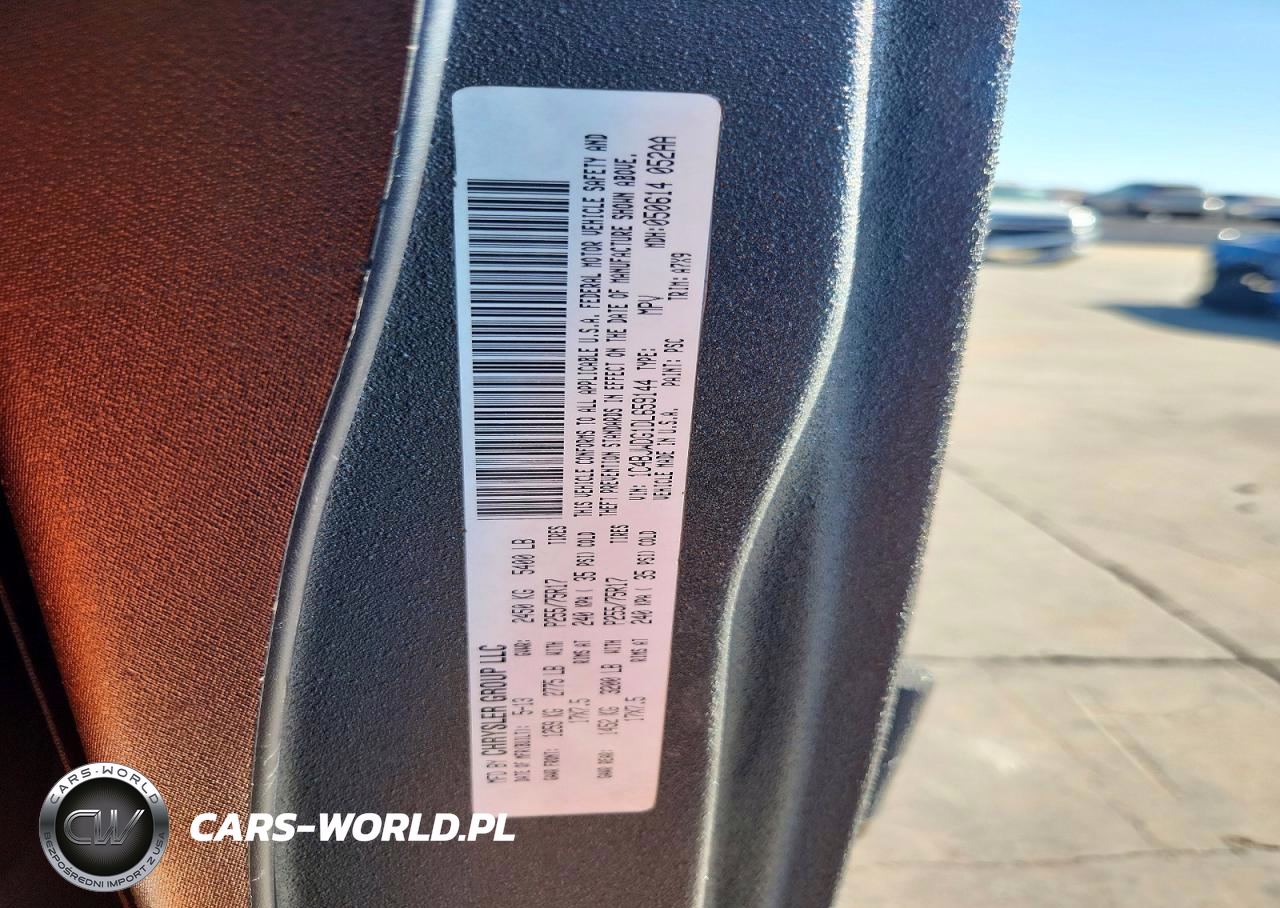 MFD BY CHRYSLER GROUP LLC
DATE OF MFR(BUILT): 5-13 GVWR: 2450 KG 5400 LB
GAWR FRONT: 1259 KG 2775 LB WITH P255/75R17 TIRES
17X7.5 RIMS AT 240 KPA ( 35 PSI) COLD
GAWR REAR: 1452 KG 3200 LB WITH P255/75R17 TIRES
17X7.5 RIMS AT 240 KPA ( 35 PSI) COLD
THIS VEHICLE CONFORMS TO ALL APPLICABLE U.S.A. FEDERAL MOTOR VEHICLE SAFETY AND
THEFT PREVENTION STANDARDS IN EFFECT ON THE DATE OF MANUFACTURE SHOWN ABOVE.
VIN: 1C4BJWDG1DL659144 TYPE: MPV MDH:050614 052AA
VEHICLE MADE IN U.S.A. PAINT: PSC TRIM: A7X9
CARS-WORLD
CW
BEZPOŚREDNI IMPORT Z USA
CARS-WORLD.PL